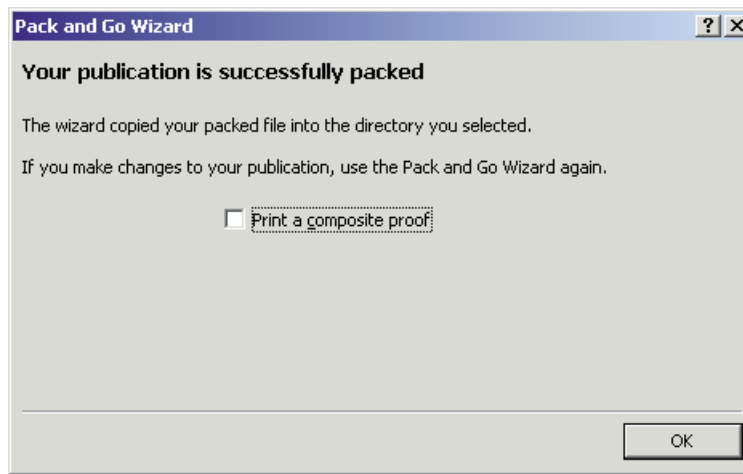 Pack and Go Wizard
Your publication is successfully packed
The wizard copied your packed file into the directory you selected.
If you make changes to your publication, use the Pack and Go Wizard again.
Print a composite proof
OK